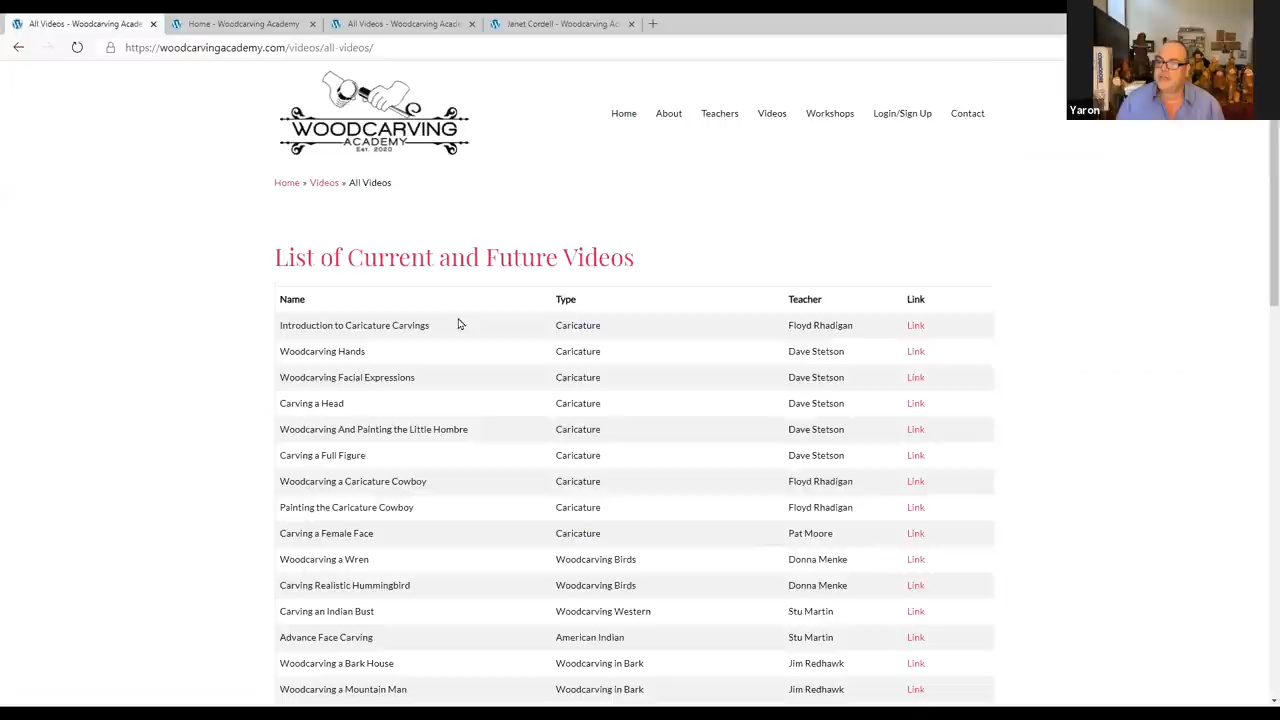 All Videos - Woodcarving Acade
Home - Woodcarving Academy
All Videos - Woodcarving Acade
Janet Cordell - Woodcarving Ac
https://woodcarvingacademy.com/videos/all-videos/
Yaron
WOODCARVING
ACADEMY
Est. 2020
Home About Teachers Videos Workshops Login/Sign Up Contact
Home » Videos » All Videos
List of Current and Future Videos
Name Type Teacher Link
Introduction to Caricature Carvings Caricature Floyd Rhadigan Link
Woodcarving Hands Caricature Dave Stetson Link
Woodcarving Facial Expressions Caricature Dave Stetson Link
Carving a Head Caricature Dave Stetson Link
Woodcarving And Painting the Little Hombre Caricature Dave Stetson Link
Carving a Full Figure Caricature Dave Stetson Link
Woodcarving a Caricature Cowboy Caricature Floyd Rhadigan Link
Painting the Caricature Cowboy Caricature Floyd Rhadigan Link
Carving a Female Face Caricature Pat Moore Link
Woodcarving a Wren Woodcarving Birds Donna Menke Link
Carving Realistic Hummingbird Woodcarving Birds Donna Menke Link
Carving an Indian Bust Woodcarving Western Stu Martin Link
Advance Face Carving American Indian Stu Martin Link
Woodcarving a Bark House Woodcarving in Bark Jim Redhawk Link
Woodcarving a Mountain Man Woodcarving in Bark Jim Redhawk Link